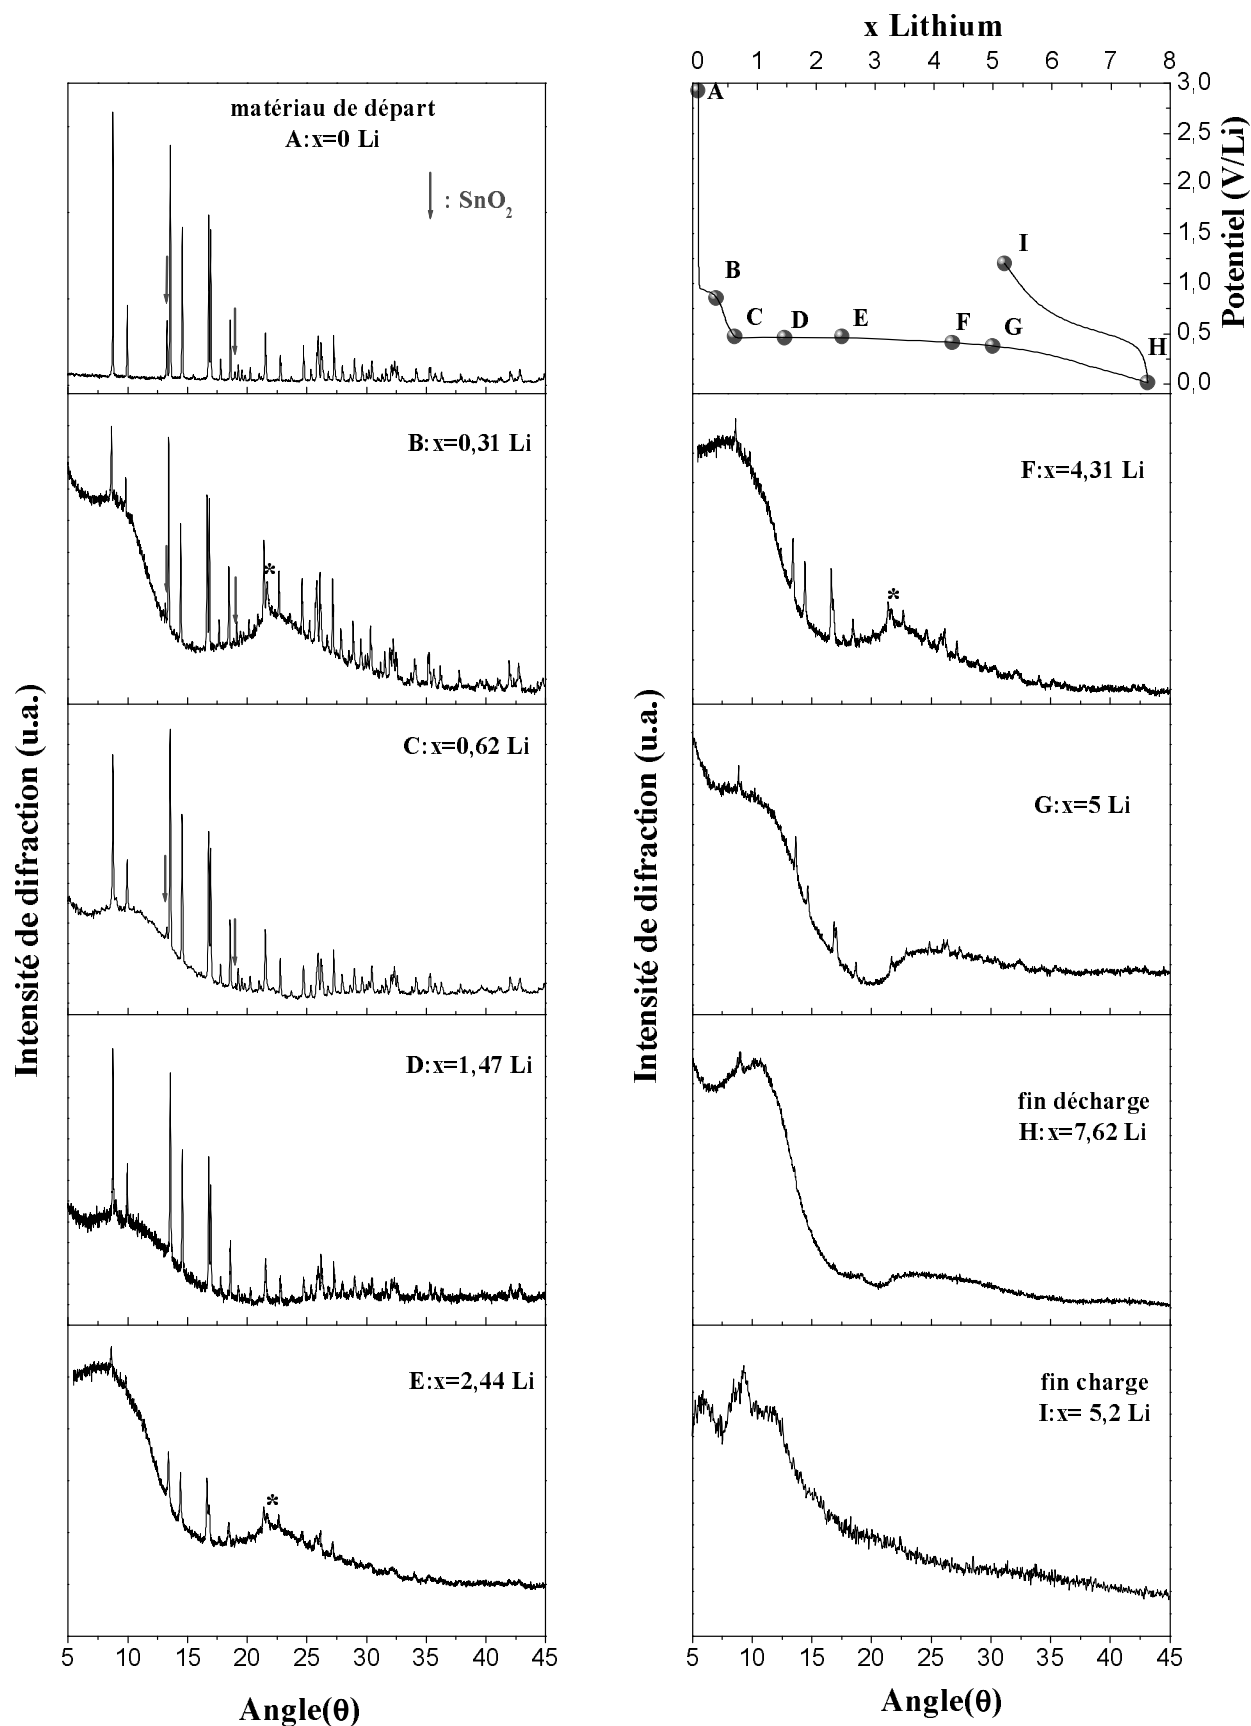 x Lithium
0 1 2 3 4 5 6 7 8
matériau de départ
A:x=0 Li
: SnO2
A
B
C
D
E
F
G
H
I
3,0
2,5
2,0
1,5
1,0
0,5
0,0
Potentiel (V/Li)
B:x=0,31 Li
*
C:x=0,62 Li
D:x=1,47 Li
E:x=2,44 Li
*
Intensité de difraction (u.a.)
5 10 15 20 25 30 35 40 45
Angle(θ)
F:x=4,31 Li
*
G:x=5 Li
fin décharge
H:x=7,62 Li
fin charge
I:x= 5,2 Li
Intensité de difraction (u.a.)
5 10 15 20 25 30 35 40 45
Angle(θ)